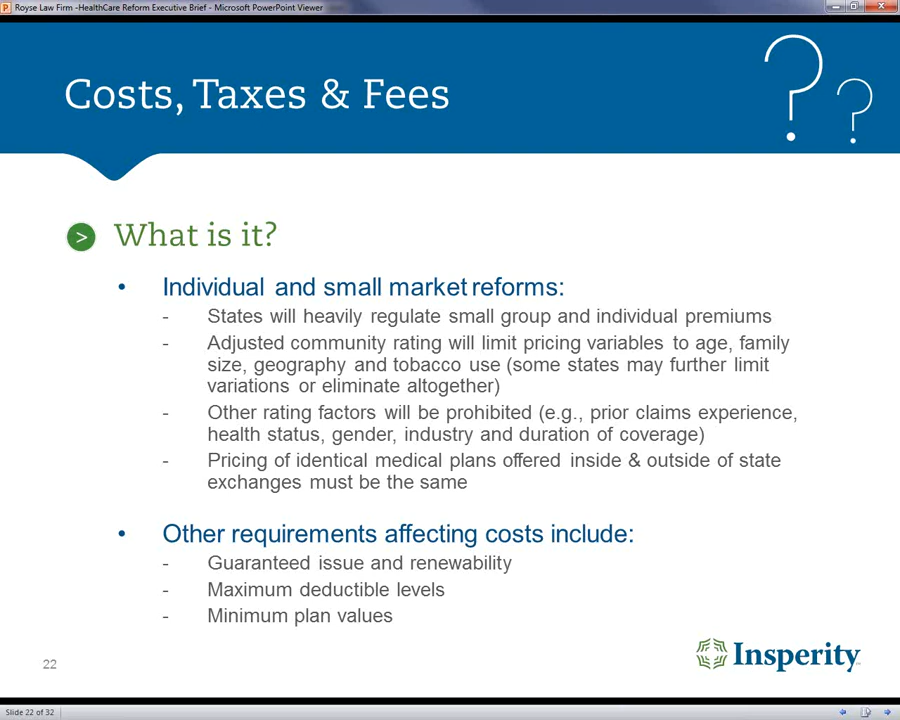 Royse Law Firm -HealthCare Reform Executive Brief - Microsoft PowerPoint Viewer
Costs, Taxes & Fees
? ?
> What is it?
• Individual and small market reforms:
- States will heavily regulate small group and individual premiums
- Adjusted community rating will limit pricing variables to age, family
size, geography and tobacco use (some states may further limit
variations or eliminate altogether)
- Other rating factors will be prohibited (e.g., prior claims experience,
health status, gender, industry and duration of coverage)
- Pricing of identical medical plans offered inside & outside of state
exchanges must be the same
• Other requirements affecting costs include:
- Guaranteed issue and renewability
- Maximum deductible levels
- Minimum plan values
22
Insperity
Slide 22 of 32